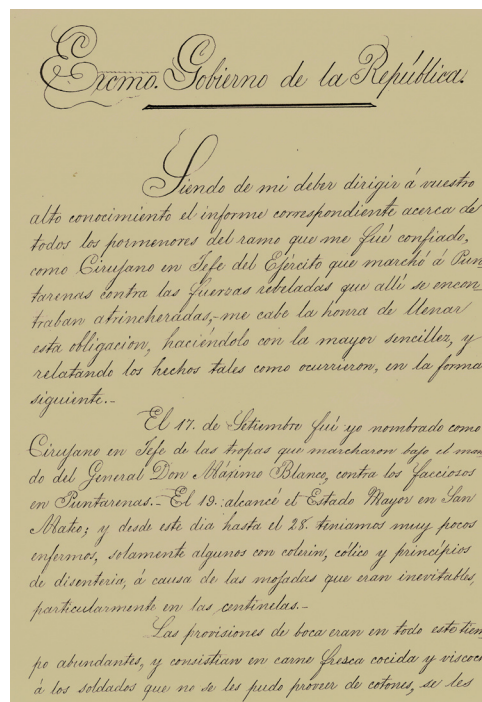 Excmo. Gobierno de la República.
Siendo de mi deber dirigir á vuestro
alto conocimiento el informe correspondiente acerca de
todos los pormenores del ramo que me fué confiado,
como Cirujano en Jefe del Ejército que marchó á Pun-
tarenas contra las fuerzas rebeladas que allí se encon
traban atrincheradas, me cabe la honra de llenar
esta obligacion, haciéndolo con la mayor sencillez, y
relatando los hechos tales como ocurrieron, en la forma
siguiente.-
El 17. de Setiembre fué yo nombrado como
Cirujano en Jefe de las tropas que marcharon bajo el man-
do del General Don Máximo Blanco, contra los facciozos
en Puntarenas.- El 19. alcancé el Estado Mayor en San
Mateo; y desde este dia hásta el 28. teniamos muy pocos
enfermos, solamente algunos con colerin, cólico y princípios
de disenteria, á causa de las mojadas que eran inevitables,
particularmente en las centinelas.-
Las provisiones de boca eran en todo este tiem-
po abundantes, y consistian en carne fresca cocida y viscoco
á los soldados que no se les pudo proveer de cotones, se les